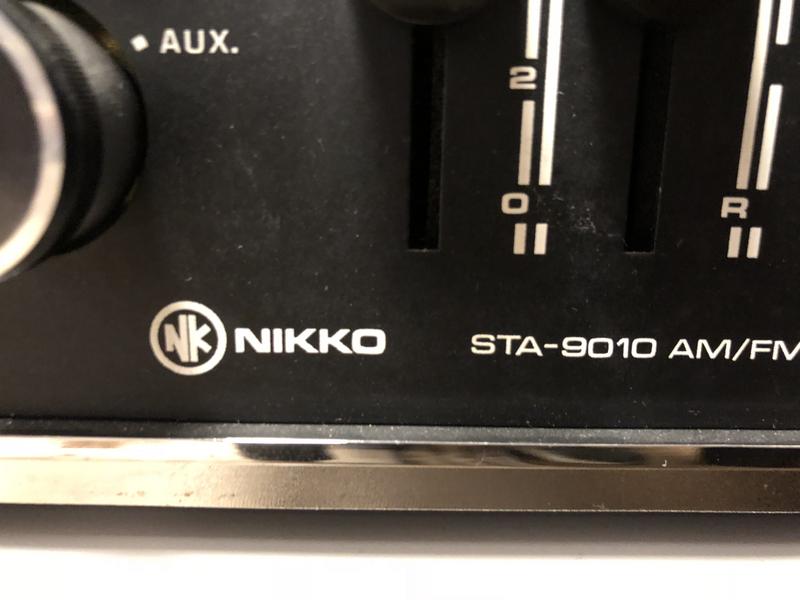 AUX.
2
0
R
NK NIKKO
STA-9010 AM/FM